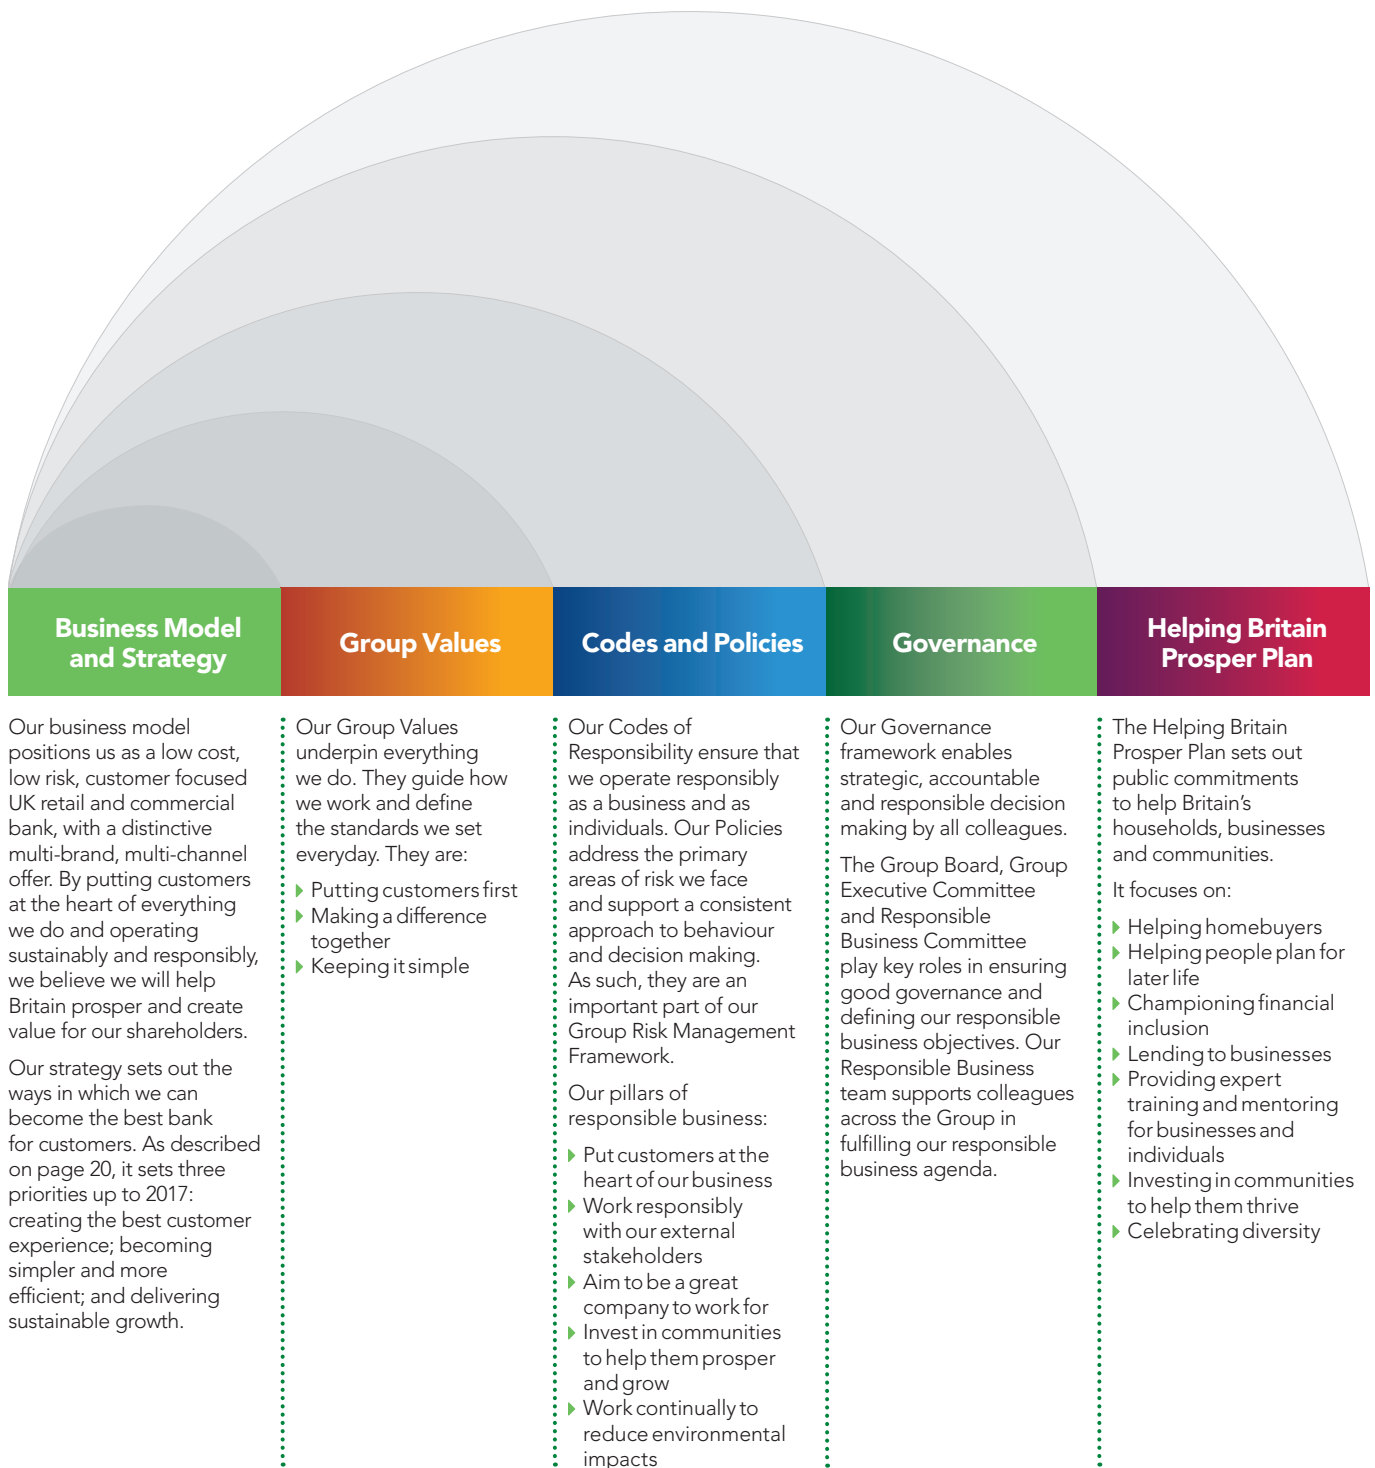 Business Model
and Strategy
Group Values
Codes and Policies
Governance
Helping Britain
Prosper Plan
Our business model
positions us as a low cost,
low risk, customer focused
UK retail and commercial
bank, with a distinctive
multi-brand, multi-channel
offer. By putting customers
at the heart of everything
we do and operating
sustainably and responsibly,
we believe we will help
Britain prosper and create
value for our shareholders.
Our strategy sets out the
ways in which we can
become the best bank
for customers. As described
on page 20, it sets three
priorities up to 2017:
creating the best customer
experience; becoming
simpler and more
efficient; and delivering
sustainable growth.
Our Group Values
underpin everything
we do. They guide how
we work and define
the standards we set
everyday. They are:
Putting customers first
Making a difference
together
Keeping it simple
Our Codes of
Responsibility ensure that
we operate responsibly
as a business and as
individuals. Our Policies
address the primary
areas of risk we face
and support a consistent
approach to behaviour
and decision making.
As such, they are an
important part of our
Group Risk Management
Framework.
Our pillars of
responsible business:
Put customers at the
heart of our business
Work responsibly
with our external
stakeholders
Aim to be a great
company to work for
Invest in communities
to help them prosper
and grow
Work continually to
reduce environmental
impacts
Our Governance
framework enables
strategic, accountable
and responsible decision
making by all colleagues.
The Group Board, Group
Executive Committee
and Responsible
Business Committee
play key roles in ensuring
good governance and
defining our responsible
business objectives. Our
Responsible Business
team supports colleagues
across the Group in
fulfilling our responsible
business agenda.
The Helping Britain
Prosper Plan sets out
public commitments
to help Britain's
households, businesses
and communities.
It focuses on:
Helping homebuyers
Helping people plan for
later life
Championing financial
inclusion
Lending to businesses
Providing expert
training and mentoring
for businesses and
individuals
Investing in communities
to help them thrive
Celebrating diversity